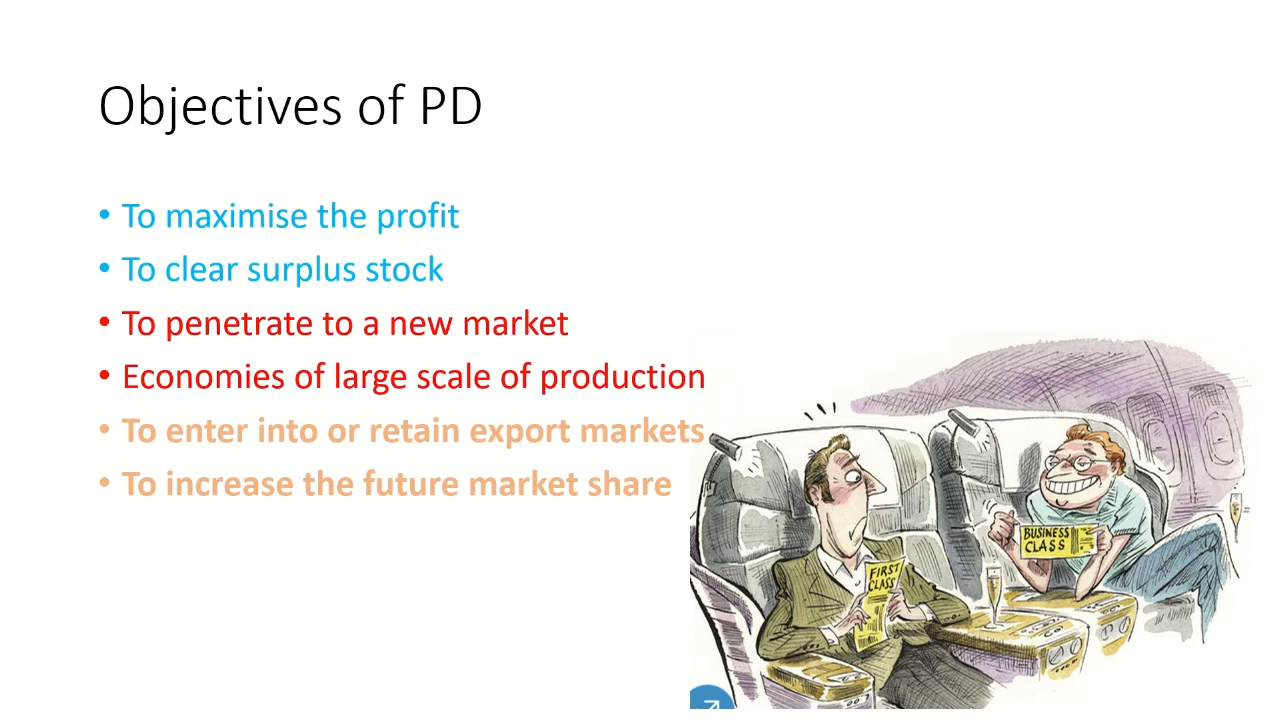 Objectives of PD
• To maximise the profit
• To clear surplus stock
• To penetrate to a new market
• Economies of large scale of production
• To enter into or retain export markets
• To increase the future market share
BUSINESS
CLASS
FIRST
CLASS